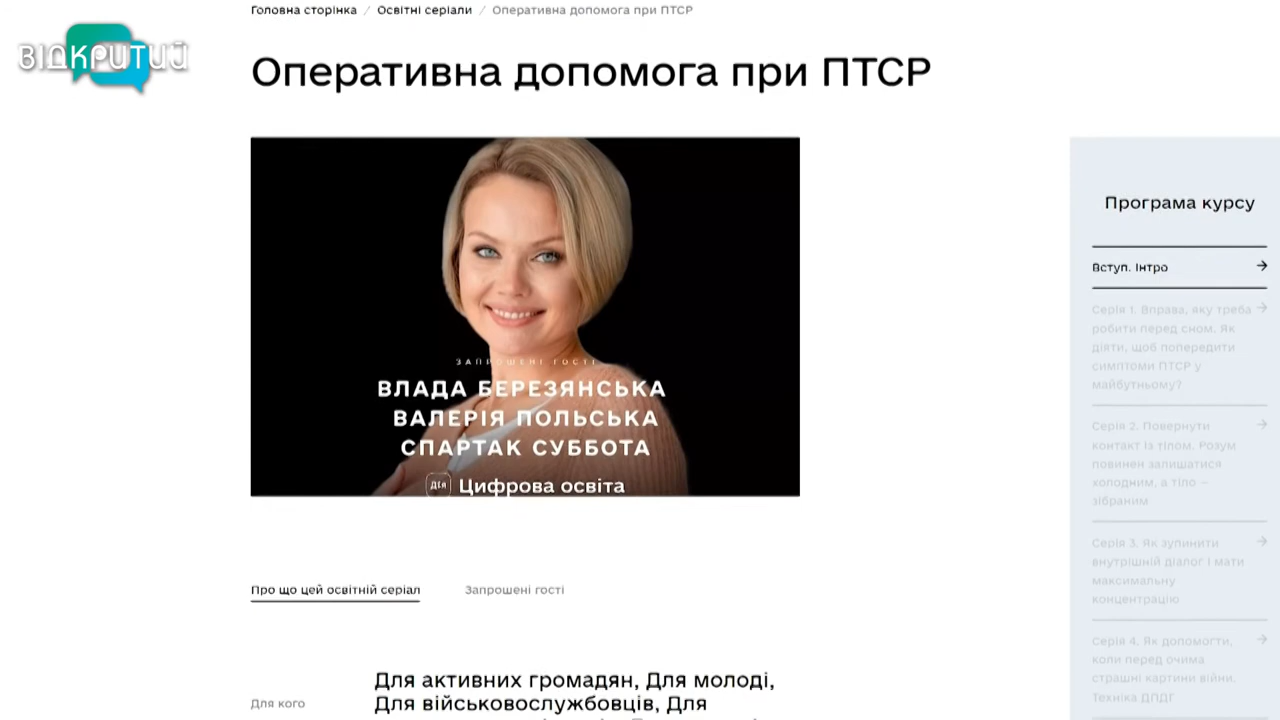 ВІДКРИТИЙ
Головна сторінка / Освітні серіали / Оперативна допомога при ПТСР
Оперативна допомога при ПТСР
ЗАПРОШЕНІ ГОСТІ
ВЛАДА БЕРЕЗЯНСЬКА
ВАЛЕРІЯ ПОЛЬСЬКА
СПАРТАК СУББОТА
Дія Цифрова освіта
Про що цей освітній серіал
Запрошені гості
Для кого
Для активних громадян, Для молоді,
Для військовослужбовців, Для
Програма курсу
Вступ. Інтро →
Серія 1. Вправа, яку треба →
робити перед сном. Як
діяти, щоб попередити
симптоми ПТСР у
майбутньому?
Серія 2. Повернути →
контакт із тілом. Розум
повинен залишатися
холодним, а тіло –
зібраним
Серія 3. Як зупинити →
внутрішній діалог і мати
максимальну
концентрацію
Серія 4. Як допомогти, →
коли перед очима
страшні картини війни.
Техніка ДПДГ